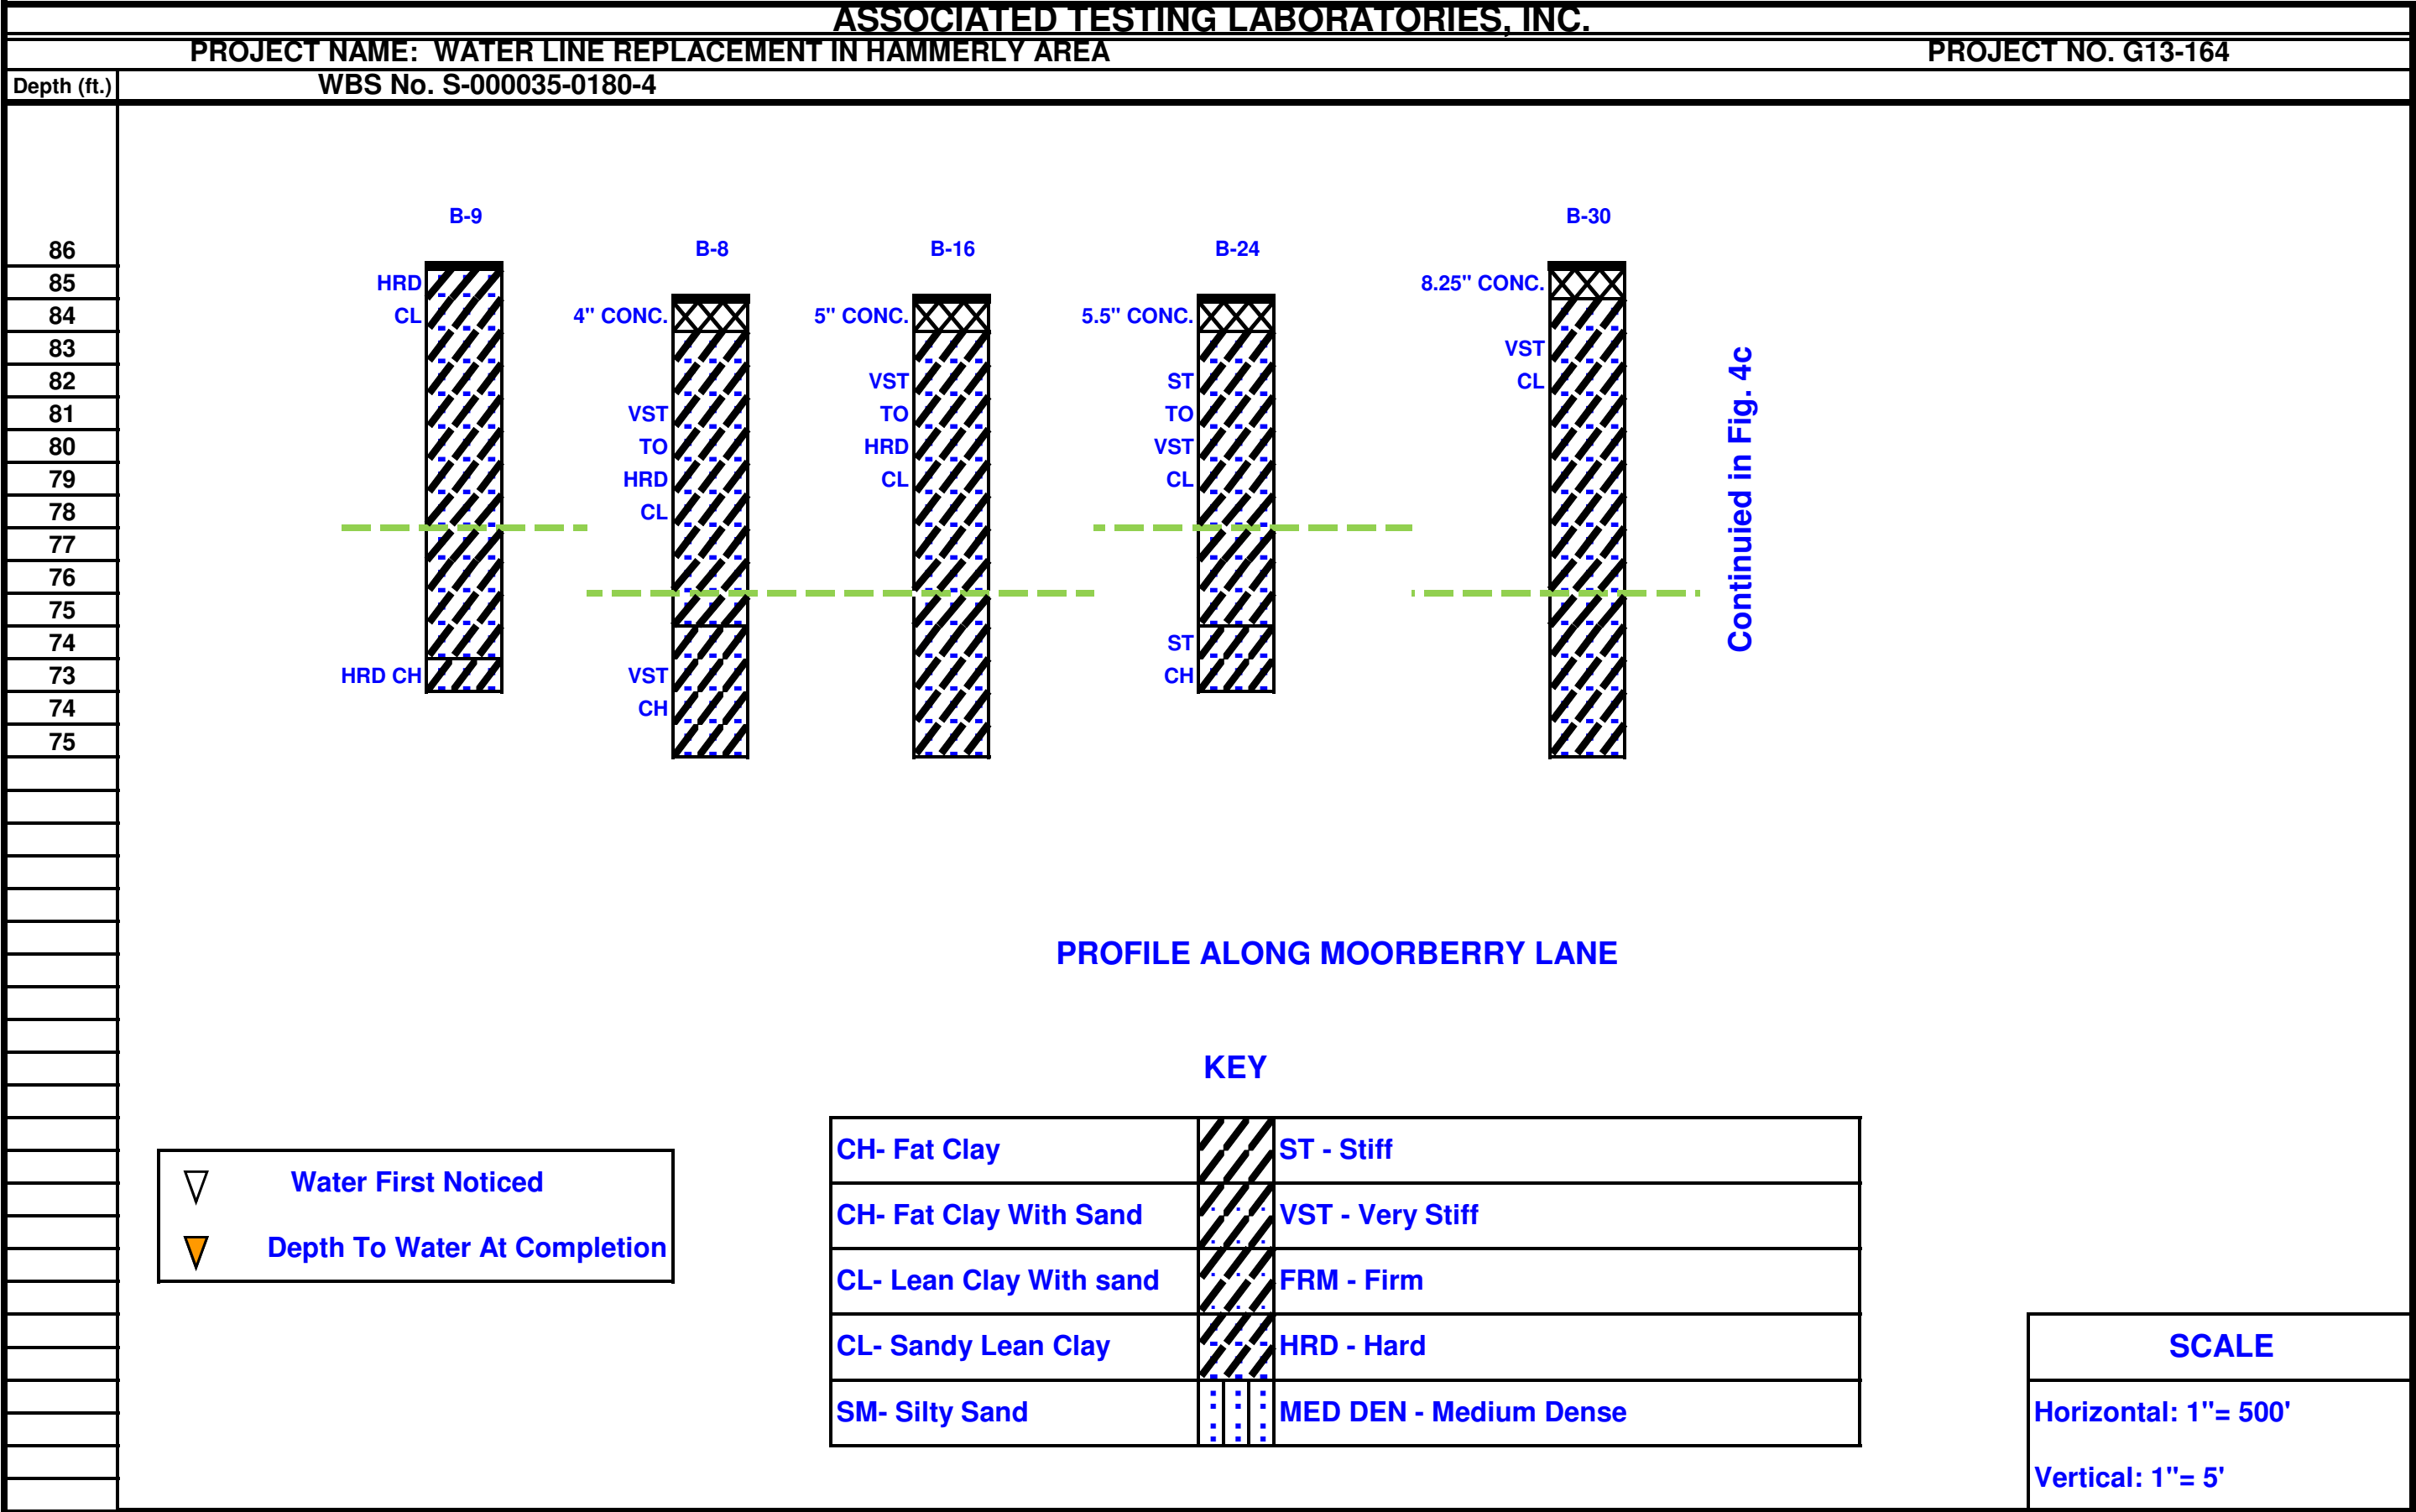 ASSOCIATED TESTING LABORATORIES, INC.
PROJECT NAME: WATER LINE REPLACEMENT IN HAMMERLY AREA PROJECT NO. G13-164
Depth (ft.) WBS No. S-000035-0180-4
B-9 B-30
86 B-8 B-16 B-24
85 HRD 8.25" CONC.
84 CL 4" CONC. 5" CONC. 5.5" CONC.
83 VST
82 VST ST CL
81 VST TO TO
80 TO HRD VST
79 HRD CL CL
78 CL
77
76
75
74 ST
73 HRD CH VST CH
74 CH
75
Continuied in Fig. 4c
PROFILE ALONG MOORBERRY LANE
KEY
CH- Fat Clay ST - Stiff
CH- Fat Clay With Sand VST - Very Stiff
CL- Lean Clay With sand FRM - Firm
CL- Sandy Lean Clay HRD - Hard
SM- Silty Sand MED DEN - Medium Dense
Water First Noticed
Depth To Water At Completion
SCALE
Horizontal: 1"= 500'
Vertical: 1"= 5'